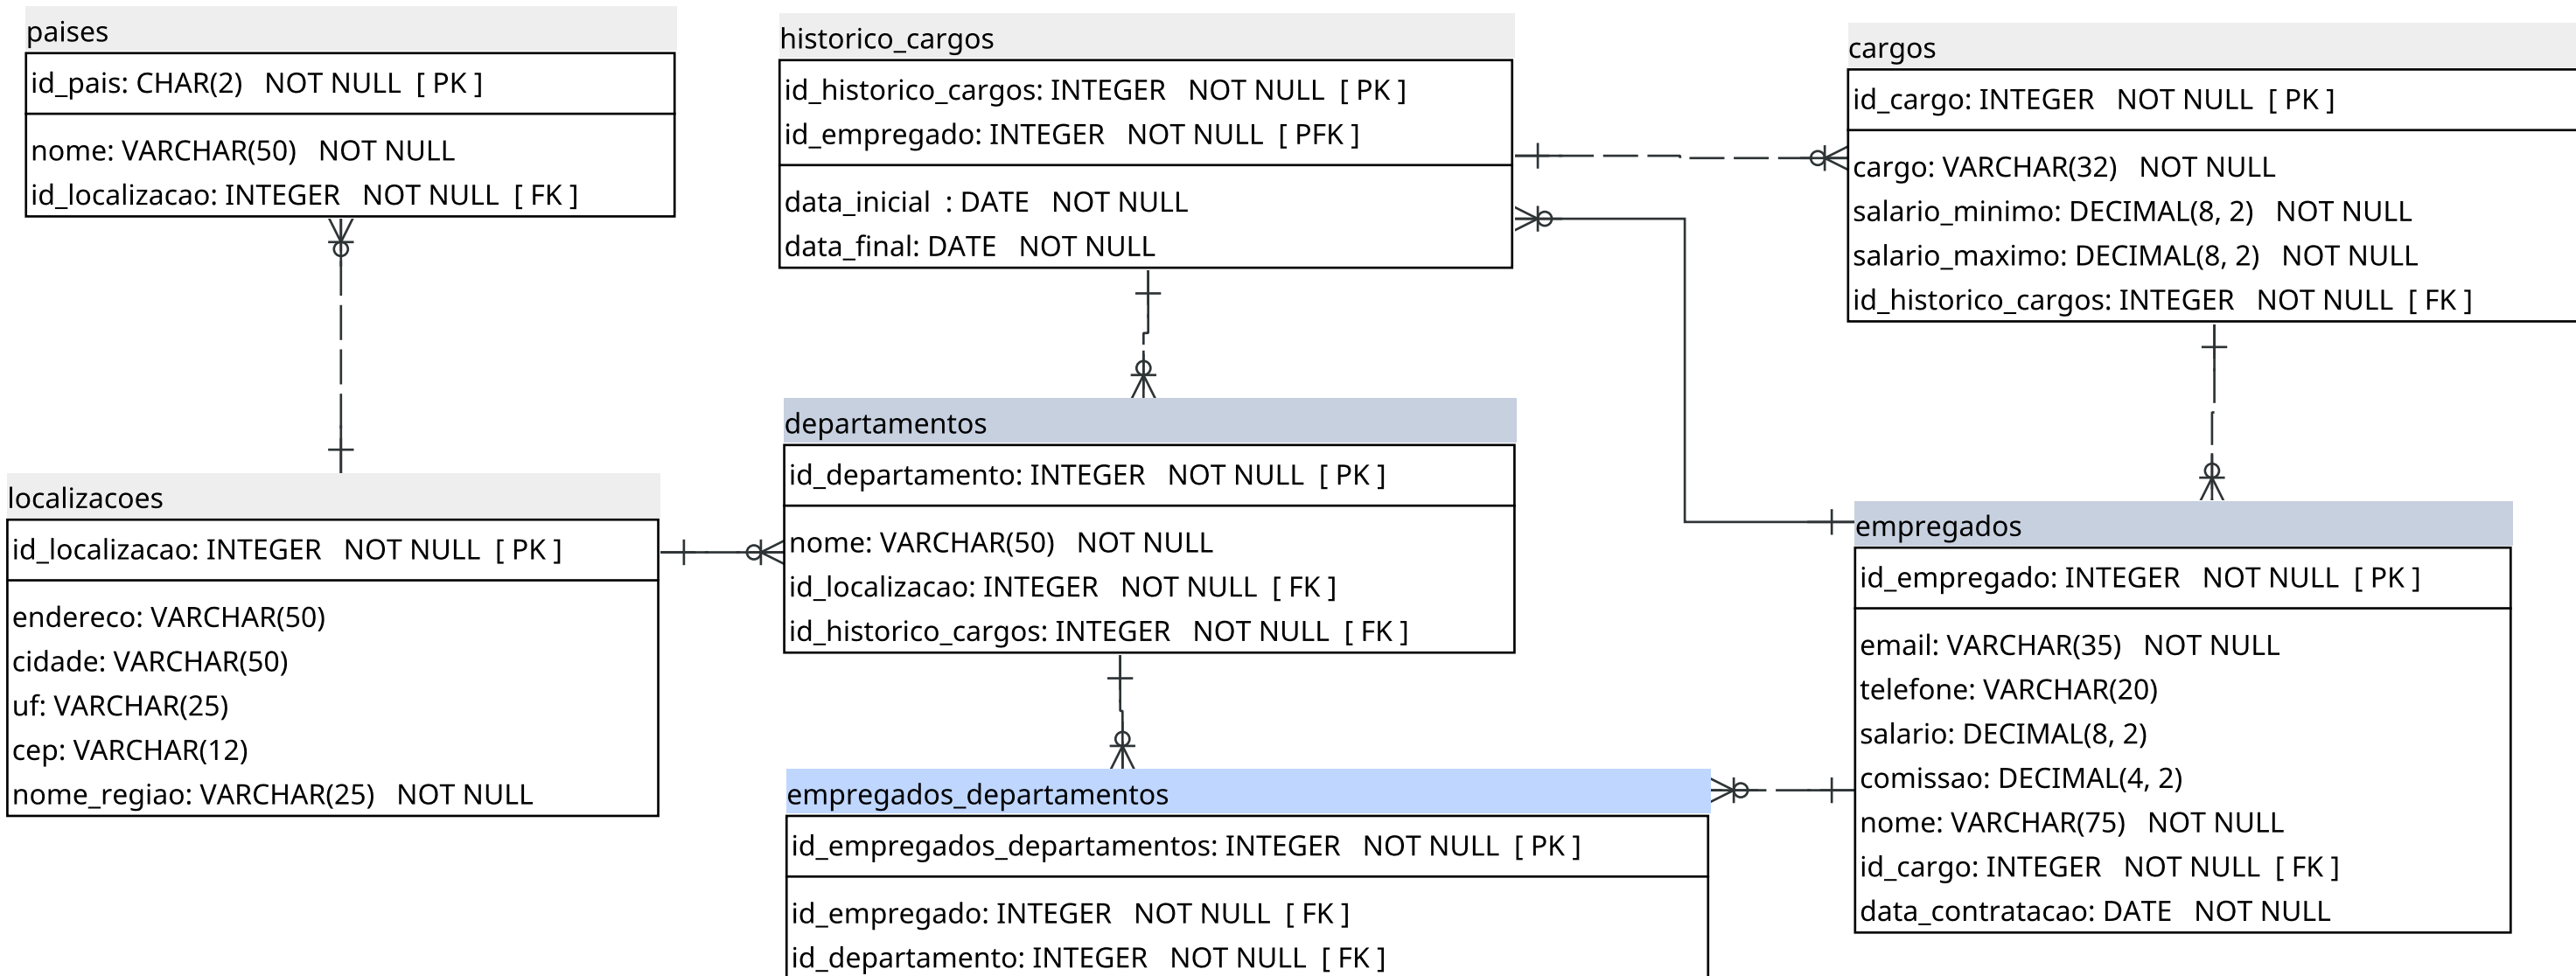 paises
id_pais: CHAR(2) NOT NULL [ PK ]
nome: VARCHAR(50) NOT NULL
id_localizacao: INTEGER NOT NULL [ FK ]
historico_cargos
id_historico_cargos: INTEGER NOT NULL [ PK ]
id_empregado: INTEGER NOT NULL [ PFK ]
data_inicial : DATE NOT NULL
data_final: DATE NOT NULL
cargos
id_cargo: INTEGER NOT NULL [ PK ]
cargo: VARCHAR(32) NOT NULL
salario_minimo: DECIMAL(8, 2) NOT NULL
salario_maximo: DECIMAL(8, 2) NOT NULL
id_historico_cargos: INTEGER NOT NULL [ FK ]
localizacoes
id_localizacao: INTEGER NOT NULL [ PK ]
endereco: VARCHAR(50)
cidade: VARCHAR(50)
uf: VARCHAR(25)
cep: VARCHAR(12)
nome_regiao: VARCHAR(25) NOT NULL
departamentos
id_departamento: INTEGER NOT NULL [ PK ]
nome: VARCHAR(50) NOT NULL
id_localizacao: INTEGER NOT NULL [ FK ]
id_historico_cargos: INTEGER NOT NULL [ FK ]
empregados
id_empregado: INTEGER NOT NULL [ PK ]
email: VARCHAR(35) NOT NULL
telefone: VARCHAR(20)
salario: DECIMAL(8, 2)
comissao: DECIMAL(4, 2)
nome: VARCHAR(75) NOT NULL
id_cargo: INTEGER NOT NULL [ FK ]
data_contratacao: DATE NOT NULL
empregados_departamentos
id_empregados_departamentos: INTEGER NOT NULL [ PK ]
id_empregado: INTEGER NOT NULL [ FK ]
id_departamento: INTEGER NOT NULL [ FK ]